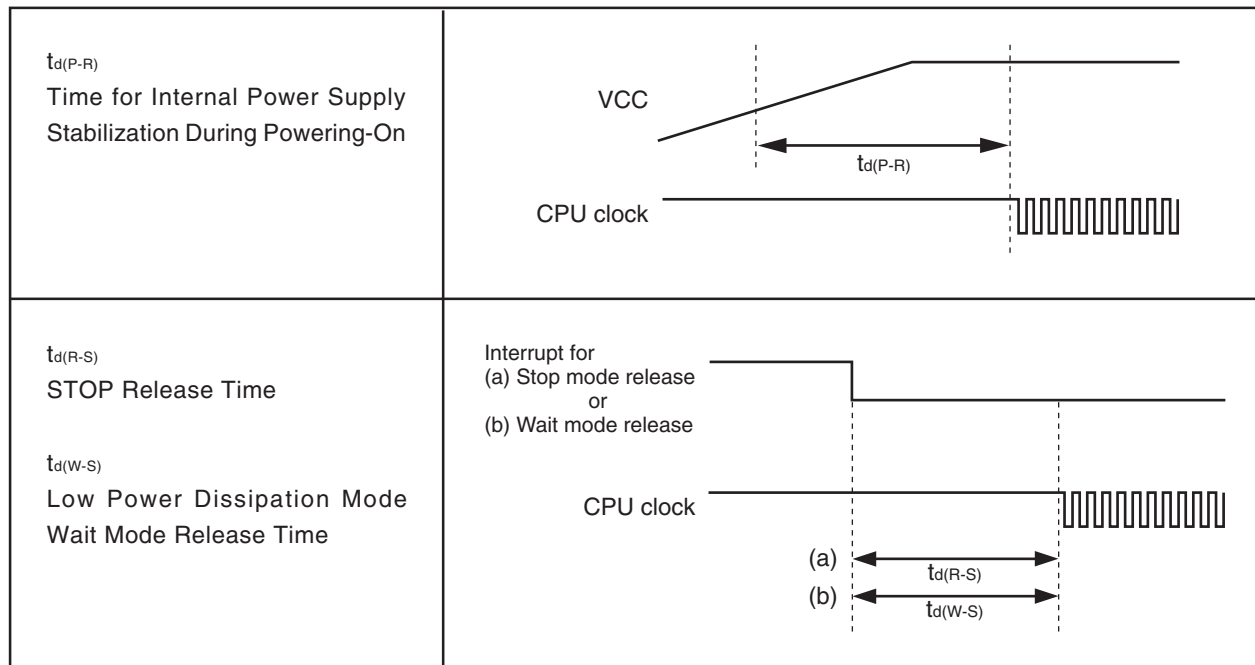 td(P-R)
Time for Internal Power Supply
Stabilization During Powering-On
VCC
td(P-R)
CPU clock
td(R-S)
STOP Release Time
td(W-S)
Low Power Dissipation Mode
Wait Mode Release Time
Interrupt for
(a) Stop mode release
or
(b) Wait mode release
CPU clock
(a)
td(R-S)
(b)
td(W-S)